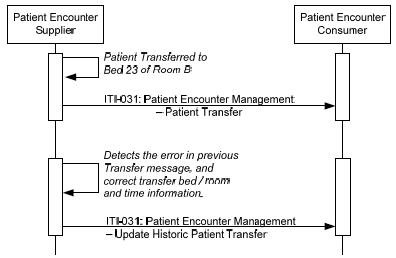 Patient Encounter
Supplier
Patient Encounter
Consumer
Patient Transferred to
Bed 23 of Room B
ITI-031: Patient Encounter Management
– Patient Transfer
Detects the error in previous
Transfer message, and
correct transfer bed / room
and time information.
ITI-031: Patient Encounter Management
– Update Historic Patient Transfer